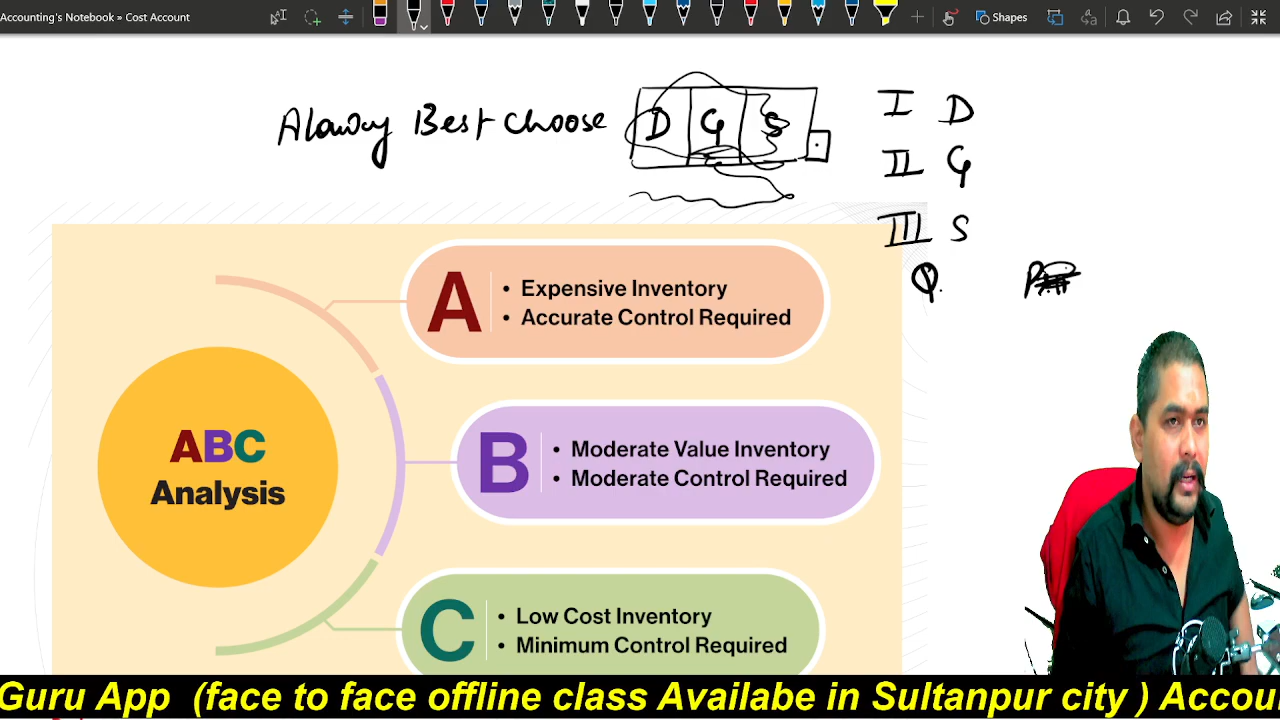 Accounting's Notebook » Cost Account
Shapes
Alaway Best choose D G S
I D
II G
III S
Q.
A
• Expensive Inventory
• Accurate Control Required
ABC
Analysis
B
• Moderate Value Inventory
• Moderate Control Required
C
• Low Cost Inventory
• Minimum Control Required
Guru App (face to face offline class Availabe in Sultanpur city ) Accou